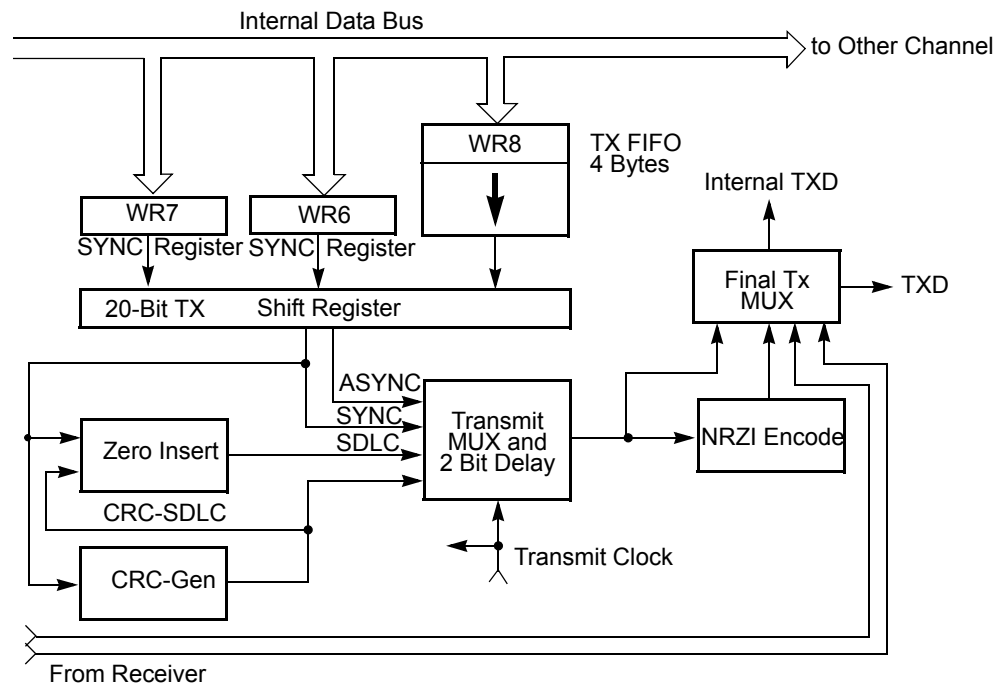 Internal Data Bus
to Other Channel
WR8
TX FIFO
4 Bytes
WR7
SYNC Register
WR6
SYNC Register
Internal TXD
Final Tx
MUX
TXD
20-Bit TX Shift Register
ASYNC
SYNC
SDLC
Transmit
MUX and
2 Bit Delay
NRZI Encode
Zero Insert
CRC-SDLC
CRC-Gen
Transmit Clock
From Receiver